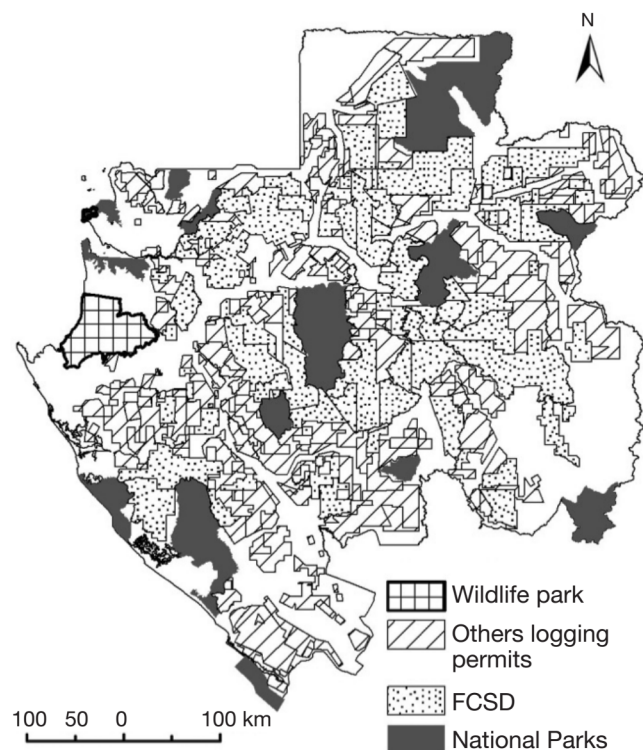 N
Wildlife park
Others logging
permits
FCSD
National Parks
100 50 0 100 km